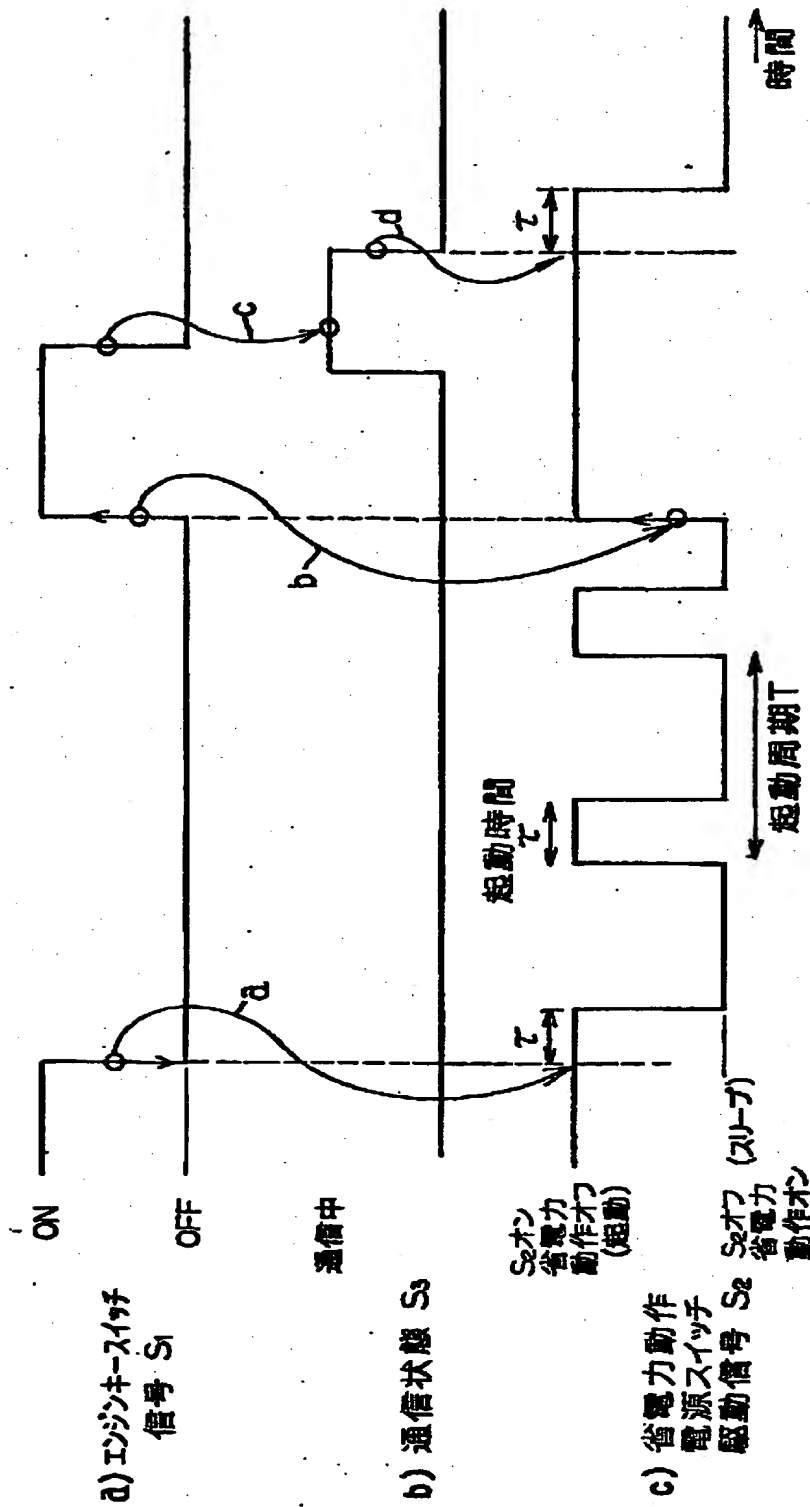 a) エンジンキースイッチ
信号 S1
ON
OFF
a
b
c
b) 通信状態 S3
通信中
d
c) 省電力動作
電源スイッチ
駆動信号 S2
S2オン
省電力
動作オフ
(起動)
S2オフ (スリープ)
省電力
動作オン
τ
起動時間
τ
起動周期T
τ
時間